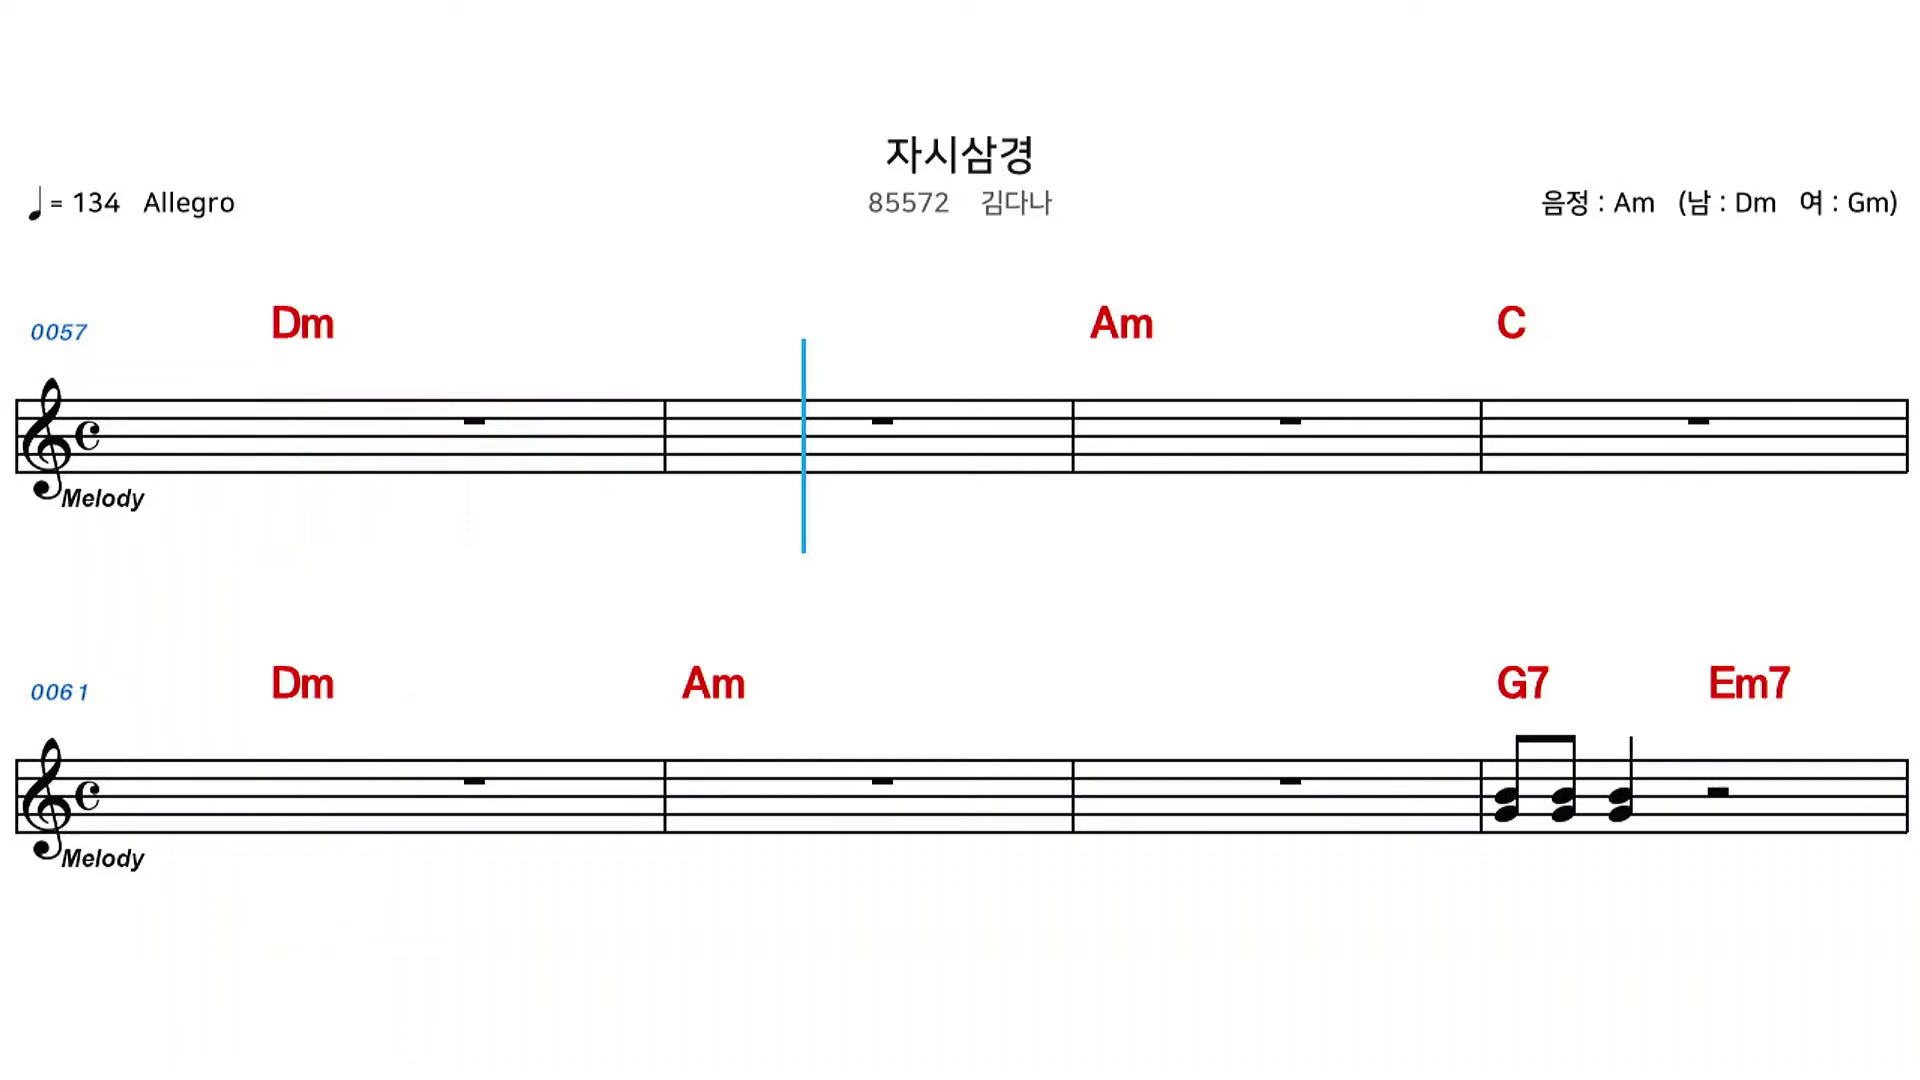 자시삼경
♩ = 134 Allegro 85572 김다나 음정 : Am (남 : Dm 여 : Gm)
0057 Dm Am C
Melody
0061 Dm Am G7 Em7
Melody